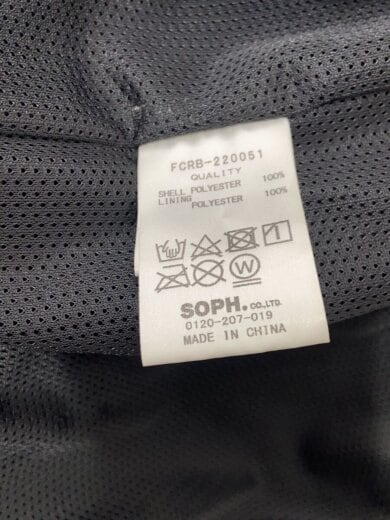 FCRB-220051
QUALITY
SHELL POLYESTER 100%
LINING POLYESTER 100%
W
SOPH. CO.,LTD.
0120-207-019
MADE IN CHINA